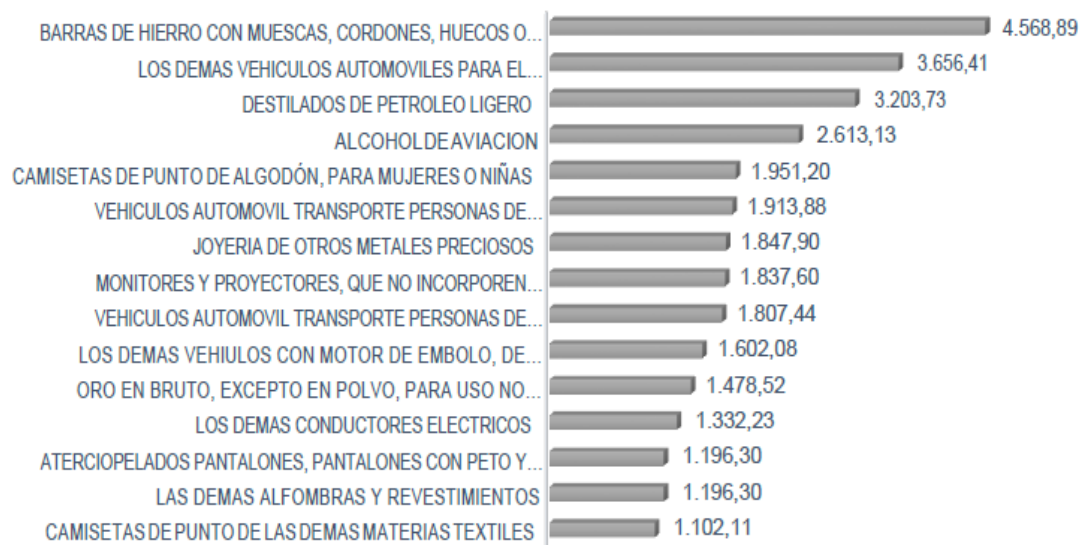 BARRAS DE HIERRO CON MUESCAS, CORDONES, HUECOS O... 4.568,89
LOS DEMAS VEHICULOS AUTOMOVILES PARA EL... 3.656,41
DESTILADOS DE PETROLEO LIGERO 3.203,73
ALCOHOL DE AVIACION 2.613,13
CAMISETAS DE PUNTO DE ALGODÓN, PARA MUJERES O NIÑAS 1.951,20
VEHICULOS AUTOMOVIL TRANSPORTE PERSONAS DE... 1.913,88
JOYERIA DE OTROS METALES PRECIOSOS 1.847,90
MONITORES Y PROYECTORES, QUE NO INCORPOREN... 1.837,60
VEHICULOS AUTOMOVIL TRANSPORTE PERSONAS DE... 1.807,44
LOS DEMAS VEHIULOS CON MOTOR DE EMBOLO, DE... 1.602,08
ORO EN BRUTO, EXCEPTO EN POLVO, PARA USO NO... 1.478,52
LOS DEMAS CONDUCTORES ELECTRICOS 1.332,23
ATERCIOPELADOS PANTALONES, PANTALONES CON PETO Y... 1.196,30
LAS DEMAS ALFOMBRAS Y REVESTIMIENTOS 1.196,30
CAMISETAS DE PUNTO DE LAS DEMAS MATERIAS TEXTILES 1.102,11